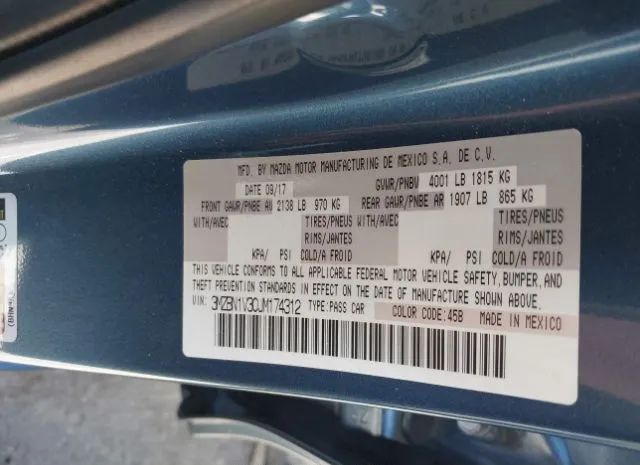 MFD. BY MAZDA MOTOR MANUFACTURING DE MEXICO S.A. DE C.V.
DATE 09/17 GVWR/PNBV 4001 LB 1815 KG
FRONT GAWR/PNBE AV 2138 LB 970 KG REAR GAWR/PNBE AR 1907 LB 865 KG
WITH/AVEC TIRES/PNEUS WITH/AVEC TIRES/PNEUS
RIMS/JANTES RIMS/JANTES
KPA/ PSI COLD/A FROID KPA/ PSI COLD/A FROID
THIS VEHICLE CONFORMS TO ALL APPLICABLE FEDERAL MOTOR VEHICLE SAFETY, BUMPER, AND
THEFT PREVENTION STANDARDS IN EFFECT ON THE DATE OF MANUFACTURE SHOWN ABOVE.
VIN: 3MZBN1V30JM174312 TYPE:PASS CAR COLOR CODE:45B MADE IN MEXICO